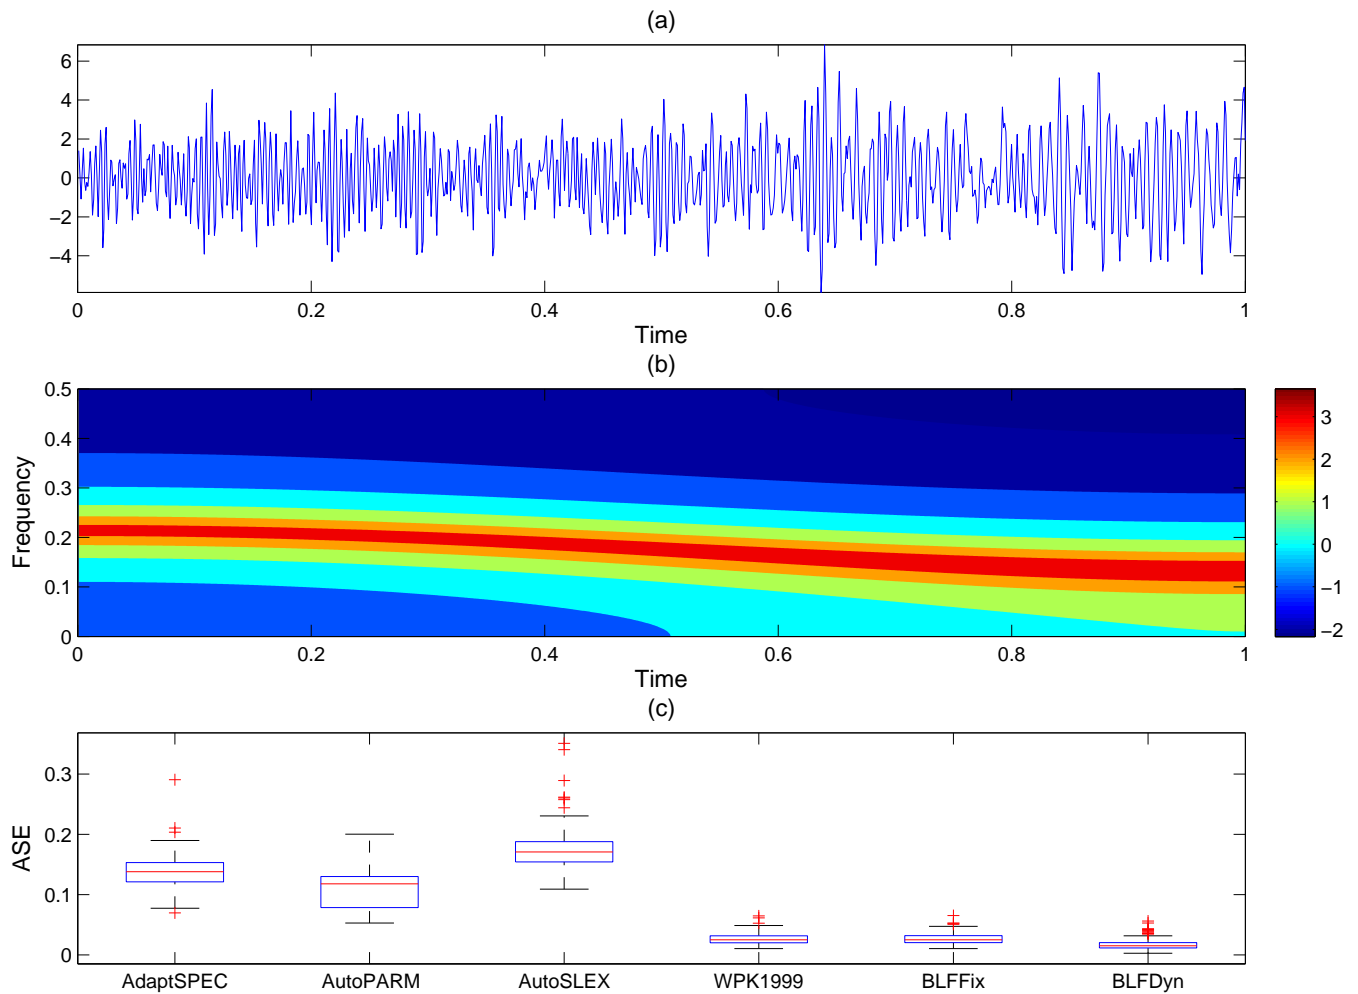 (a)
6
4
2
0
−2
−4
0 0.2 0.4 0.6 0.8 1
Time
(b)
Frequency
0.5
0.4
0.3
0.2
0.1
0
0 0.2 0.4 0.6 0.8 1
Time
3
2
1
0
−1
−2
(c)
ASE
0.3
0.2
0.1
0
AdaptSPEC AutoPARM AutoSLEX WPK1999 BLFFix BLFDyn